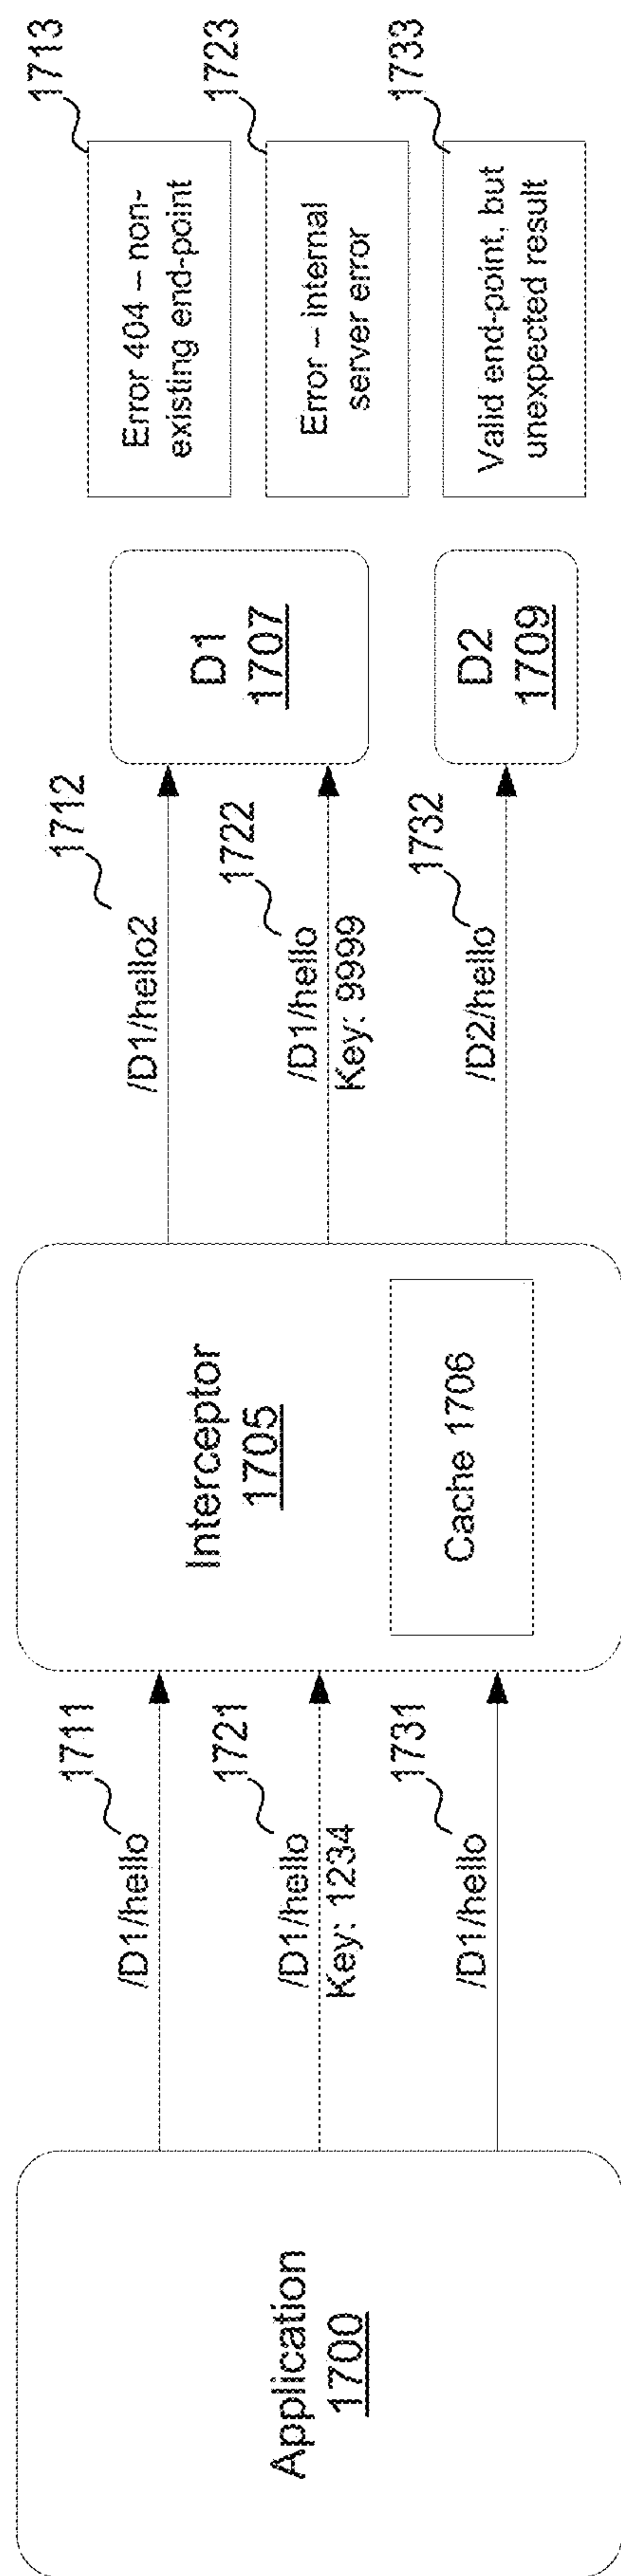 Application
1700
/D1/hello
1711
/D1/hello
Key: 1234
1721
/D1/hello
1731
Interceptor
1705
Cache 1706
/D1/hello2
1712
/D1/hello
Key: 9999
1722
/D2/hello
1732
D1
1707
D2
1709
Error 404 – non-
existing end-point
1713
Error – internal
server error
1723
Valid end-point, but
unexpected result
1733